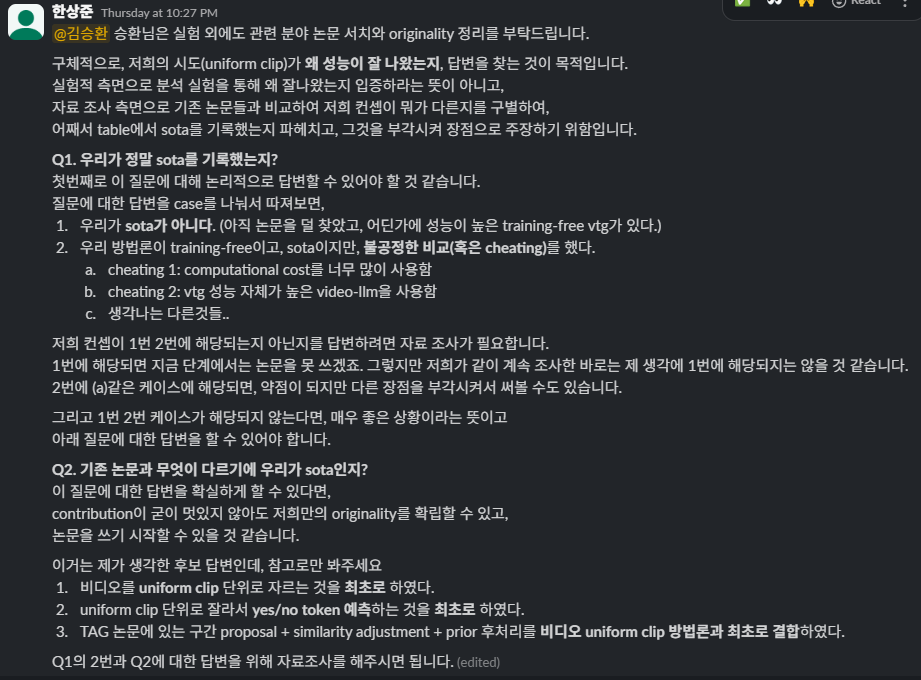 한상준 Thursday at 10:27 PM
React
@김승환 승환님은 실험 외에도 관련 분야 논문 서치와 originality 정리를 부탁드립니다.
구체적으로, 저희의 시도(uniform clip)가 왜 성능이 잘 나왔는지, 답변을 찾는 것이 목적입니다.
실험적 측면으로 분석 실험을 통해 왜 잘나왔는지 입증하라는 뜻이 아니고,
자료 조사 측면으로 기존 논문들과 비교하여 저희 컨셉이 뭐가 다른지를 구별하여,
어째서 table에서 sota를 기록했는지 파헤치고, 그것을 부각시켜 장점으로 주장하기 위함입니다.
Q1. 우리가 정말 sota를 기록했는지?
첫번째로 이 질문에 대해 논리적으로 답변할 수 있어야 할 것 같습니다.
질문에 대한 답변을 case를 나눠서 따져보면,
1. 우리가 sota가 아니다. (아직 논문을 덜 찾았고, 어딘가에 성능이 높은 training-free vtg가 있다.)
2. 우리 방법론이 training-free이고, sota이지만, 불공정한 비교(혹은 cheating)를 했다.
a. cheating 1: computational cost를 너무 많이 사용함
b. cheating 2: vtg 성능 자체가 높은 video-llm을 사용함
c. 생각나는 다른것들..
저희 컨셉이 1번 2번에 해당되는지 아닌지를 답변하려면 자료 조사가 필요합니다.
1번에 해당되면 지금 단계에서는 논문을 못 쓰겠죠. 그렇지만 저희가 같이 계속 조사한 바로는 제 생각에 1번에 해당되지는 않을 것 같습니다.
2번에 (a)같은 케이스에 해당되면, 약점이 되지만 다른 장점을 부각시켜서 써볼 수도 있습니다.
그리고 1번 2번 케이스가 해당되지 않는다면, 매우 좋은 상황이라는 뜻이고
아래 질문에 대한 답변을 할 수 있어야 합니다.
Q2. 기존 논문과 무엇이 다르기에 우리가 sota인지?
이 질문에 대한 답변을 확실하게 할 수 있다면,
contribution이 굳이 멋있지 않아도 저희만의 originality를 확립할 수 있고,
논문을 쓰기 시작할 수 있을 것 같습니다.
이거는 제가 생각한 후보 답변인데, 참고로만 봐주세요
1. 비디오를 uniform clip 단위로 자르는 것을 최초로 하였다.
2. uniform clip 단위로 잘라서 yes/no token 예측하는 것을 최초로 하였다.
3. TAG 논문에 있는 구간 proposal + similarity adjustment + prior 후처리를 비디오 uniform clip 방법론과 최초로 결합하였다.
Q1의 2번과 Q2에 대한 답변을 위해 자료조사를 해주시면 됩니다. (edited)